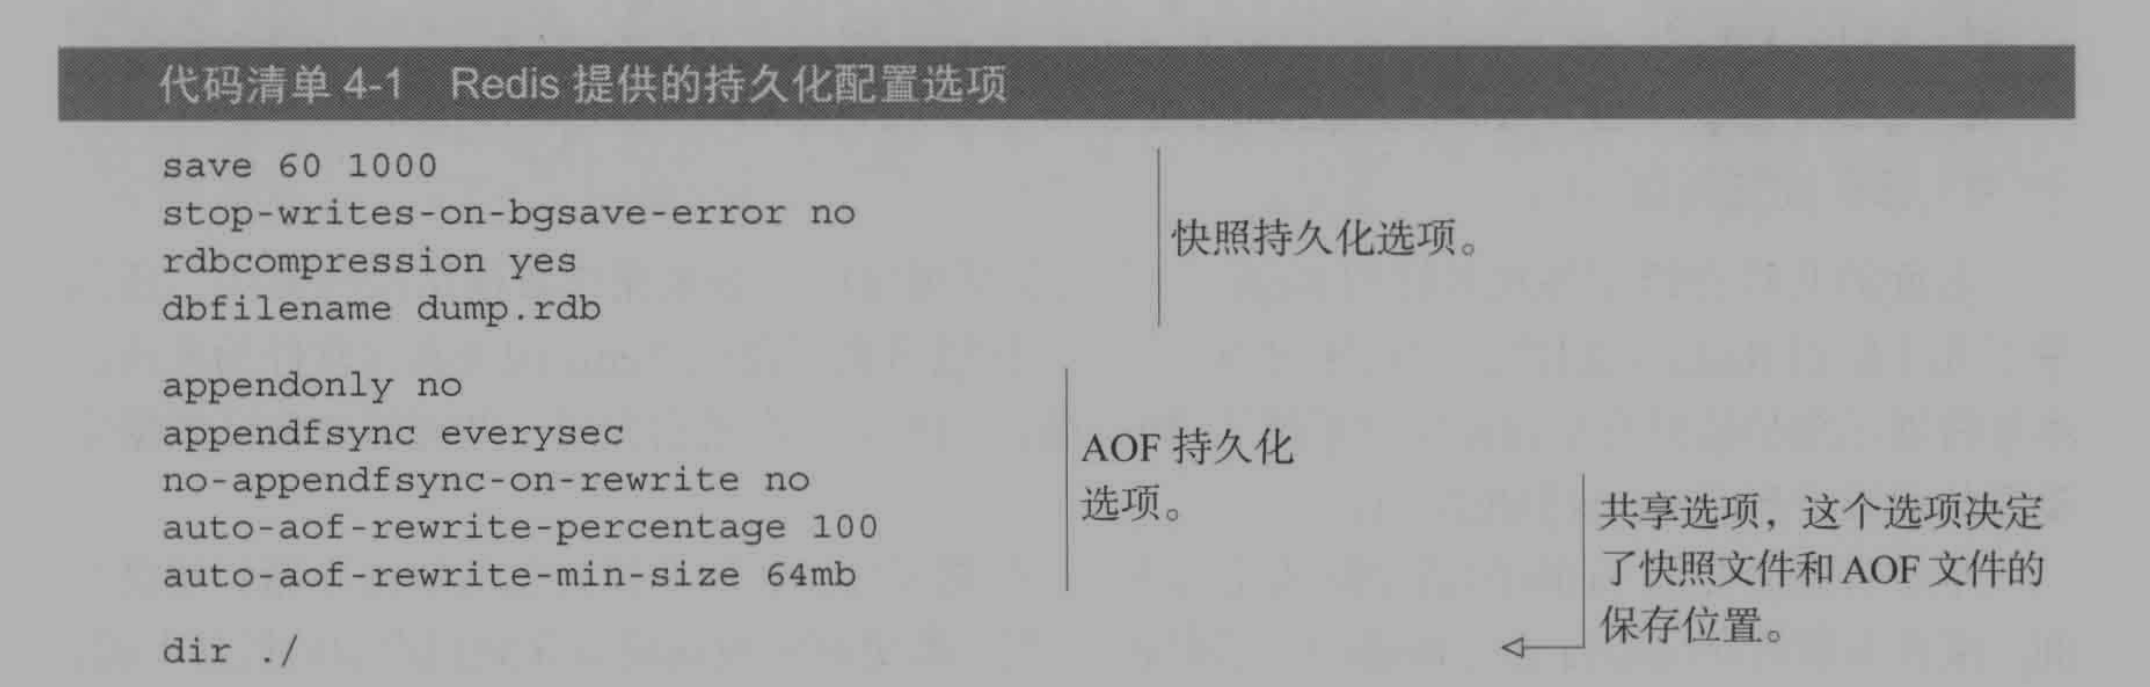 代码清单 4-1 Redis 提供的持久化配置选项
save 60 1000
stop-writes-on-bgsave-error no
rdbcompression yes
dbfilename dump.rdb
快照持久化选项。
appendonly no
appendfsync everysec
no-appendfsync-on-rewrite no
auto-aof-rewrite-percentage 100
auto-aof-rewrite-min-size 64mb
AOF 持久化
选项。
dir ./
共享选项，这个选项决定
了快照文件和 AOF 文件的
保存位置。